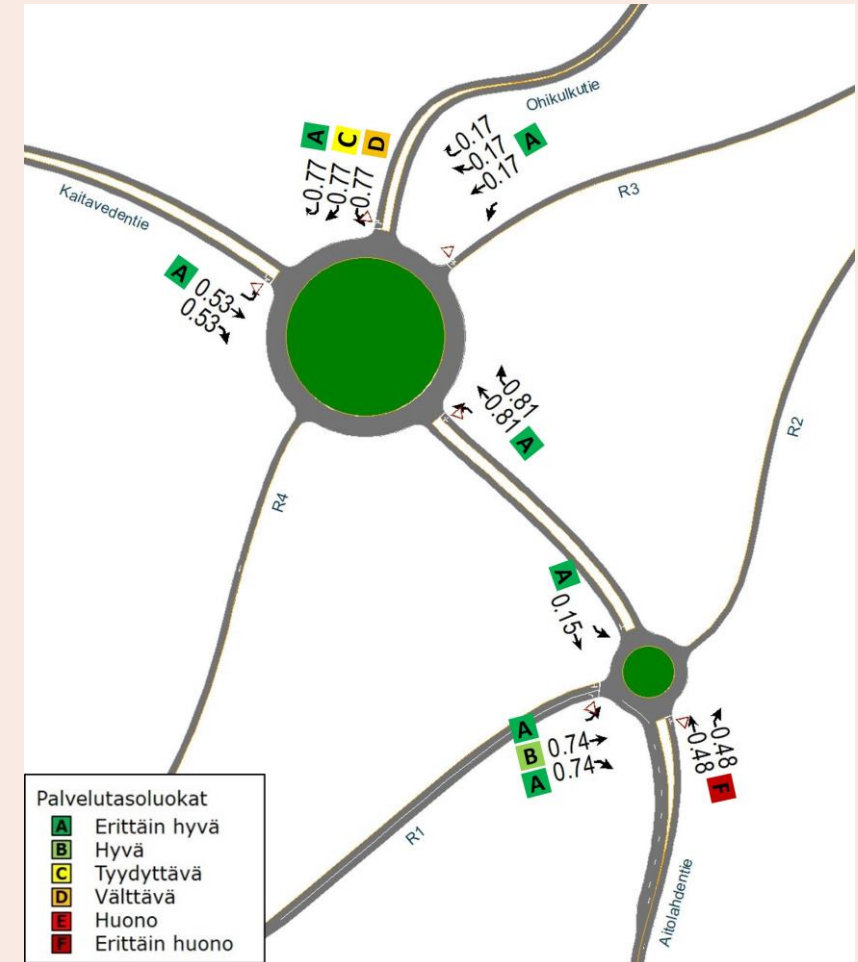 Ohikulkutie
A C D
0.77
0.77
0.77
0.17
0.17
0.17
A
R3
Kaitavedentie
A
0.53
0.53
0.81
0.81
A
R2
R4
A
0.15
A
B 0.74
A 0.74
0.48
0.48
F
R1
Aitolahdentie
Palvelutasoluokat
A Erittäin hyvä
B Hyvä
C Tyydyttävä
D Välttävä
E Huono
F Erittäin huono